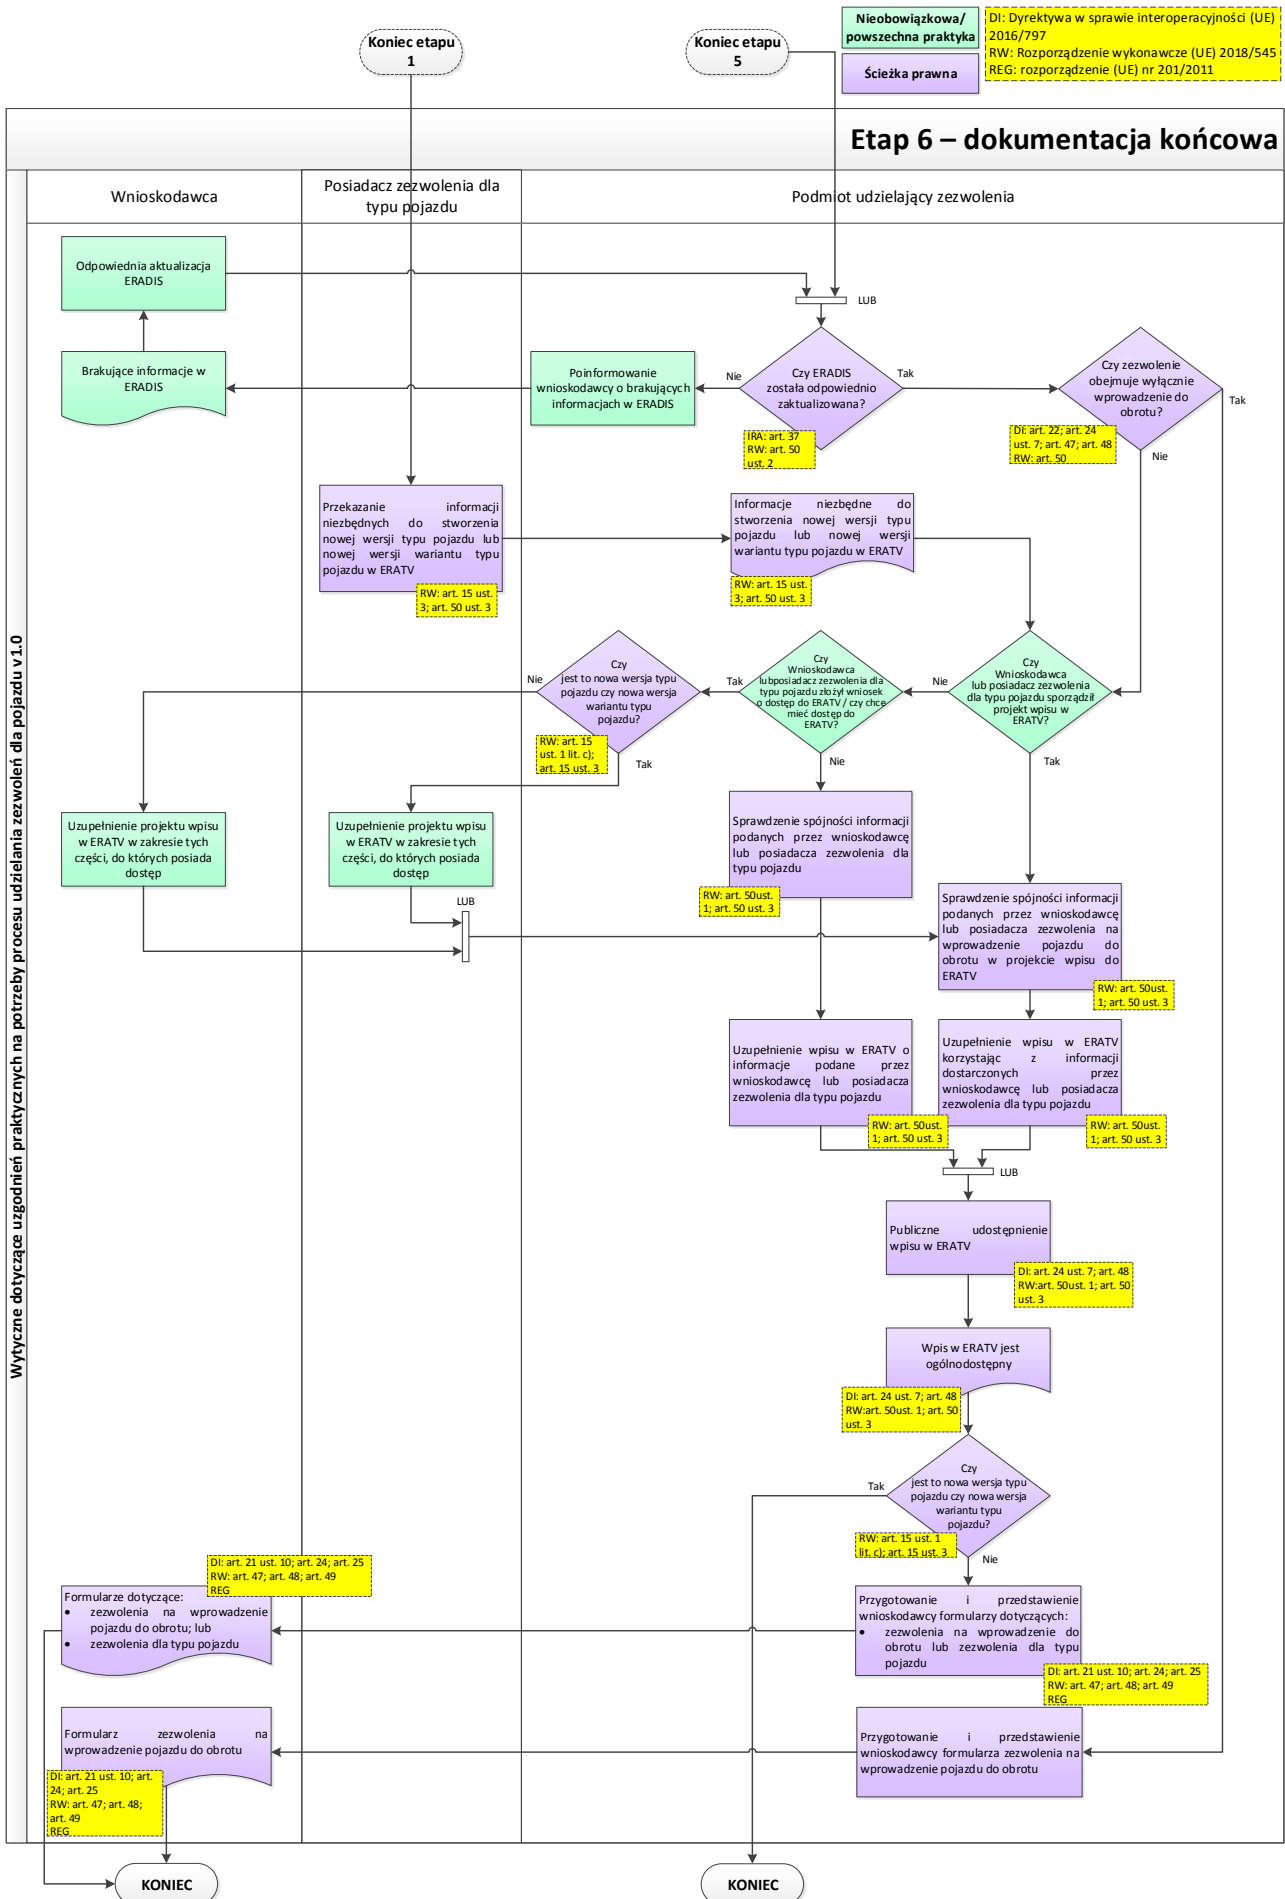 Nieobowiązkowa/
powszechna praktyka
Ścieżka prawna
DI: Dyrektywa w sprawie interoperacyjności (UE)
2016/797
RW: Rozporządzenie wykonawcze (UE) 2018/545
REG: rozporządzenie (UE) nr 201/2011
Koniec etapu
1
Koniec etapu
5
Etap 6 – dokumentacja końcowa
Wytyczne dotyczące uzgodnień praktycznych na potrzeby procesu udzielania zezwoleń dla pojazdu v1.0
Wnioskodawca
Posiadacz zezwolenia dla
typu pojazdu
Podmiot udzielający zezwolenia
Odpowiednia aktualizacja
ERADIS
LUB
Brakujące informacje w
ERADIS
Poinformowanie
wnioskodawcy o brakujących
informacjach w ERADIS
Nie
Czy ERADIS
została odpowiednio
zaktualizowana?
Tak
IRA: art. 37
RW: art. 50
ust. 2
Czy zezwolenie
obejmuje wyłącznie
wprowadzenie do
obrotu?
Tak
DI: art. 22; art. 24
ust. 7; art. 47; art. 48
RW: art. 50
Nie
Przekazanie informacji
niezbędnych do stworzenia
nowej wersji typu pojazdu lub
nowej wersji wariantu typu
pojazdu w ERATV
RW: art. 15 ust.
3; art. 50 ust. 3
Informacje niezbędne do
stworzenia nowej wersji typu
pojazdu lub nowej wersji
wariantu typu pojazdu w ERATV
RW: art. 15 ust.
3; art. 50 ust. 3
Nie
Czy
jest to nowa wersja typu
pojazdu czy nowa wersja
wariantu typu
pojazdu?
RW: art. 15
ust. 1 lit. c);
art. 15 ust. 3
Tak
Tak
Czy
Wnioskodawca
lubposiadacz zezwolenia dla
typu pojazdu złożył wniosek
o dostęp do ERATV / czy chce
mieć dostęp do
ERATV?
Nie
Nie
Czy
Wnioskodawca
lub posiadacz zezwolenia
dla typu pojazdu sporządził
projekt wpisu w
ERATV?
Tak
Uzupełnienie projektu wpisu
w ERATV w zakresie tych
części, do których posiada
dostęp
Uzupełnienie projektu wpisu
w ERATV w zakresie tych
części, do których posiada
dostęp
LUB
Sprawdzenie spójności informacji
podanych przez wnioskodawcę
lub posiadacza zezwolenia dla
typu pojazdu
RW: art. 50ust.
1; art. 50 ust. 3
Sprawdzenie spójności informacji
podanych przez wnioskodawcę
lub posiadacza zezwolenia na
wprowadzenie pojazdu do
obrotu w projekcie wpisu do
ERATV
RW: art. 50ust.
1; art. 50 ust. 3
Uzupełnienie wpisu w ERATV o
informacje podane przez
wnioskodawcę lub posiadacza
zezwolenia dla typu pojazdu
RW: art. 50ust.
1; art. 50 ust. 3
Uzupełnienie wpisu w ERATV
korzystając z informacji
dostarczonych przez
wnioskodawcę lub posiadacza
zezwolenia dla typu pojazdu
RW: art. 50ust.
1; art. 50 ust. 3
LUB
Publiczne udostępnienie
wpisu w ERATV
DI: art. 24 ust. 7; art. 48
RW:art. 50ust. 1; art. 50
ust. 3
Wpis w ERATV jest
ogólnodostępny
DI: art. 24 ust. 7; art. 48
RW:art. 50ust. 1; art. 50
ust. 3
Tak
Czy
jest to nowa wersja typu
pojazdu czy nowa wersja
wariantu typu
pojazdu?
RW: art. 15 ust. 1
lit. c); art. 15 ust. 3
Nie
DI: art. 21 ust. 10; art. 24; art. 25
RW: art. 47; art. 48; art. 49
REG
Formularze dotyczące:
• zezwolenia na wprowadzenie
pojazdu do obrotu; lub
• zezwolenia dla typu pojazdu
Przygotowanie i przedstawienie
wnioskodawcy formularzy dotyczących:
• zezwolenia na wprowadzenie do
obrotu lub zezwolenia dla typu
pojazdu
DI: art. 21 ust. 10; art. 24; art. 25
RW: art. 47; art. 48; art. 49
REG
Formularz zezwolenia na
wprowadzenie pojazdu do obrotu
DI: art. 21 ust. 10; art.
24; art. 25
RW: art. 47; art. 48;
art. 49
REG
Przygotowanie i przedstawienie
wnioskodawcy formularza zezwolenia na
wprowadzenie pojazdu do obrotu
KONIEC
KONIEC